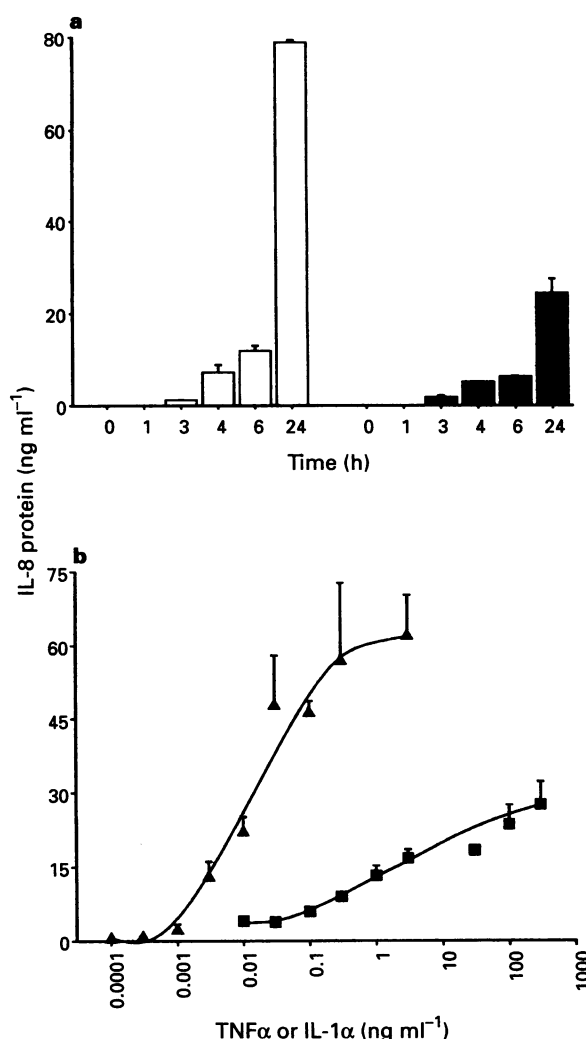 a
80
60
40
20
0
0 1 3 4 6 24 0 1 3 4 6 24
Time (h)
IL-8 protein (ng ml⁻¹)
b
75
60
45
30
15
0
0.0001 0.001 0.01 0.1 1 10 100 1000
TNFα or IL-1α (ng ml⁻¹)